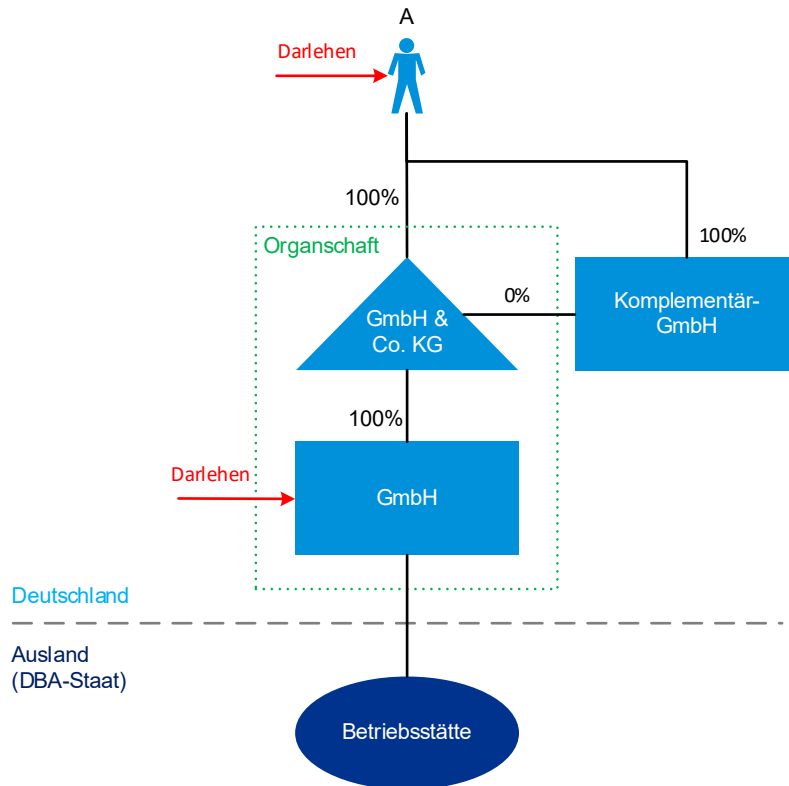 A
Darlehen
100%
100%
Organschaft
0%
GmbH &
Co. KG
Komplementär-
GmbH
100%
Darlehen
GmbH
Deutschland
Ausland
(DBA-Staat)
Betriebsstätte